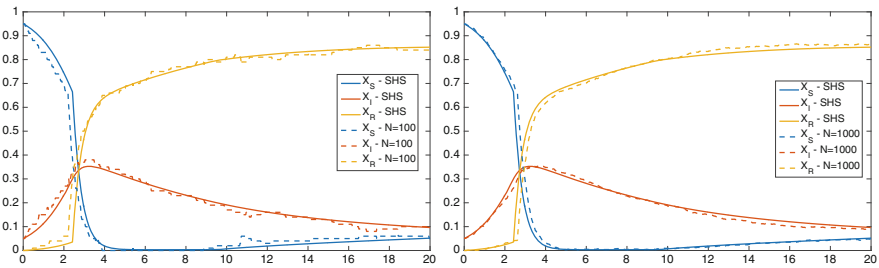 1
0.9
0.8
0.7
0.6
0.5
0.4
0.3
0.2
0.1
0
0 2 4 6 8 10 12 14 16 18 20
X_S - SHS
X_I - SHS
X_R - SHS
X_S - N=100
X_I - N=100
X_R - N=100
1
0.9
0.8
0.7
0.6
0.5
0.4
0.3
0.2
0.1
0
0 2 4 6 8 10 12 14 16 18 20
X_S - SHS
X_I - SHS
X_R - SHS
X_S - N=1000
X_I - N=1000
X_R - N=1000